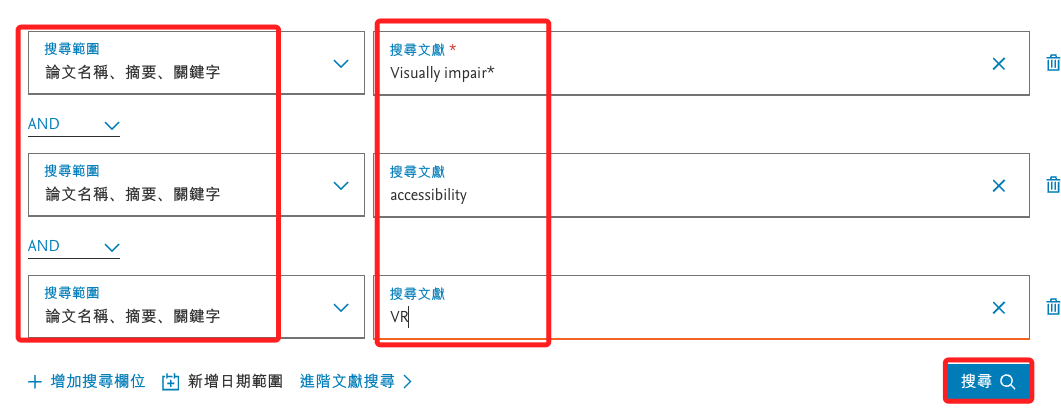 搜尋範圍
論文名稱、摘要、關鍵字
搜尋文獻 *
Visually impair*
AND
搜尋範圍
論文名稱、摘要、關鍵字
搜尋文獻
accessibility
AND
搜尋範圍
論文名稱、摘要、關鍵字
搜尋文獻
VR
+ 增加搜尋欄位 新增日期範圍 進階文獻搜尋 >
搜尋